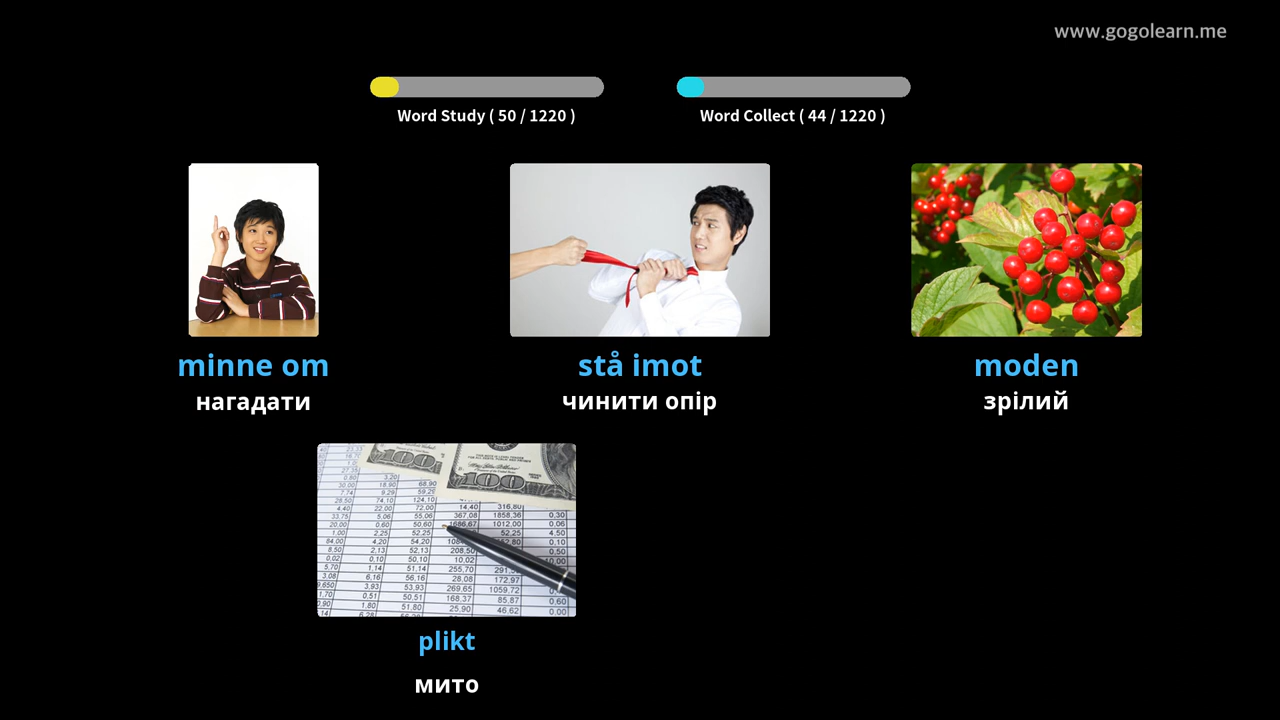 www.gogolearn.me
Word Study ( 50 / 1220 )
Word Collect ( 44 / 1220 )
minne om
нагадати
stå imot
чинити опір
moden
зрілий
plikt
мито